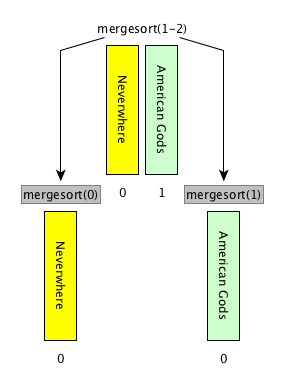 mergesort(1-2)
Neverwhere
American Gods
0
1
mergesort(0)
mergesort(1)
Neverwhere
American Gods
0
0